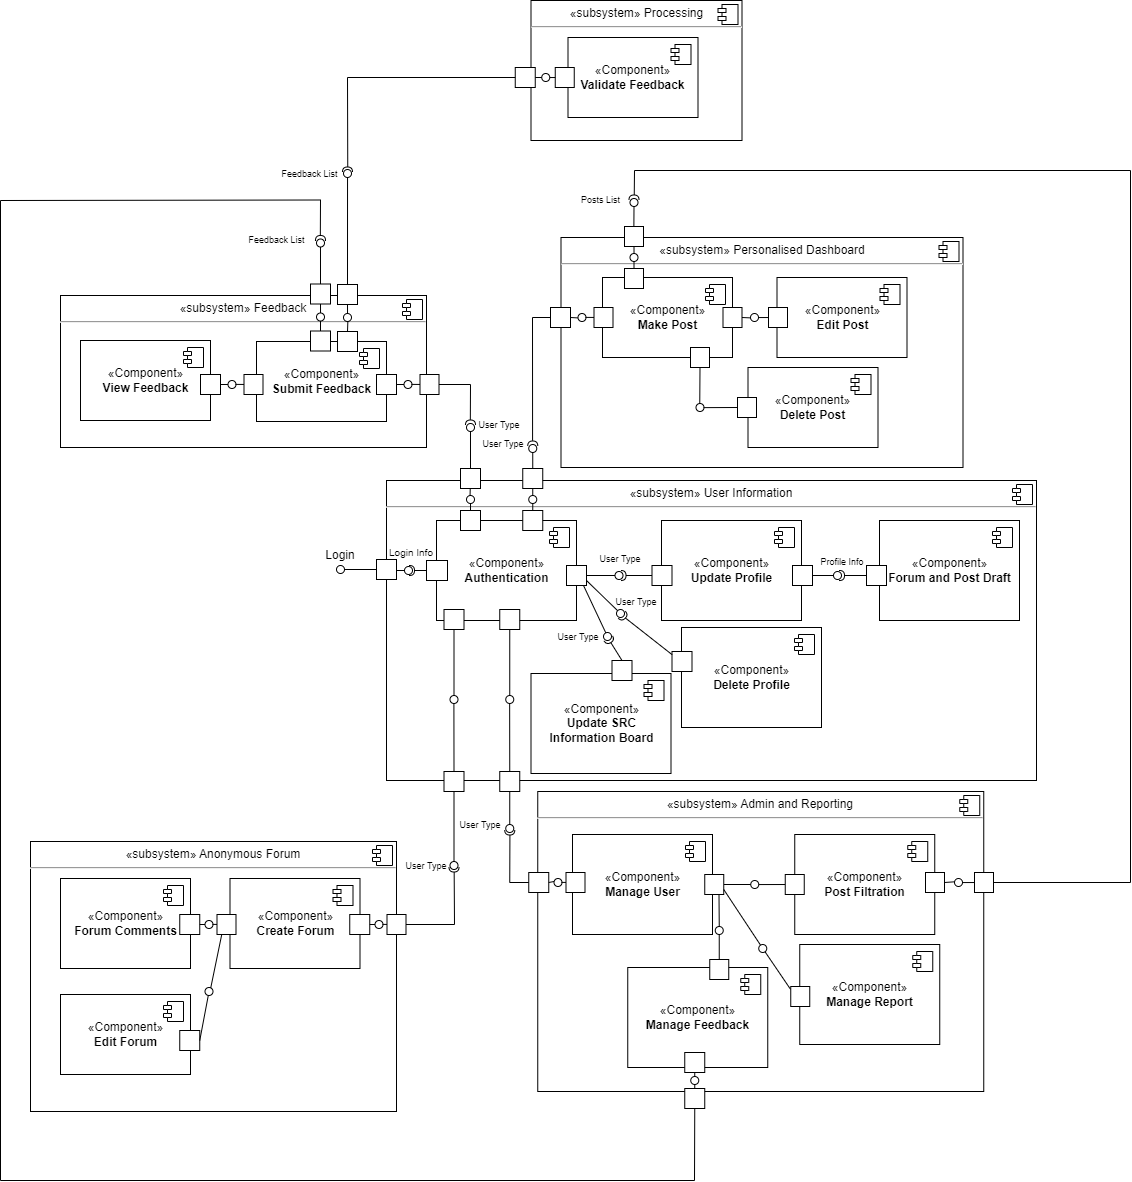 «subsystem» Processing
«Component»
Validate Feedback
Feedback List
Posts List
Feedback List
«subsystem» Personalised Dashboard
«Component»
Make Post
«Component»
Edit Post
«Component»
Delete Post
«subsystem» Feedback
«Component»
View Feedback
«Component»
Submit Feedback
User Type
User Type
«subsystem» User Information
Login
Login Info
«Component»
Authentication
User Type
«Component»
Update Profile
Profile Info
«Component»
Forum and Post Draft
User Type
User Type
«Component»
Delete Profile
«Component»
Update SRC
Information Board
«subsystem» Admin and Reporting
User Type
«Component»
Manage User
«Component»
Post Filtration
«Component»
Manage Report
«Component»
Manage Feedback
User Type
«subsystem» Anonymous Forum
«Component»
Forum Comments
«Component»
Create Forum
«Component»
Edit Forum